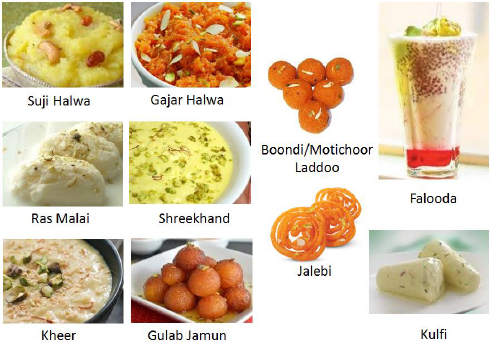 Suji Halwa
Gajar Halwa
Boondi/Motichoor
Laddoo
Falooda
Ras Malai
Shreekhand
Jalebi
Kheer
Gulab Jamun
Kulfi